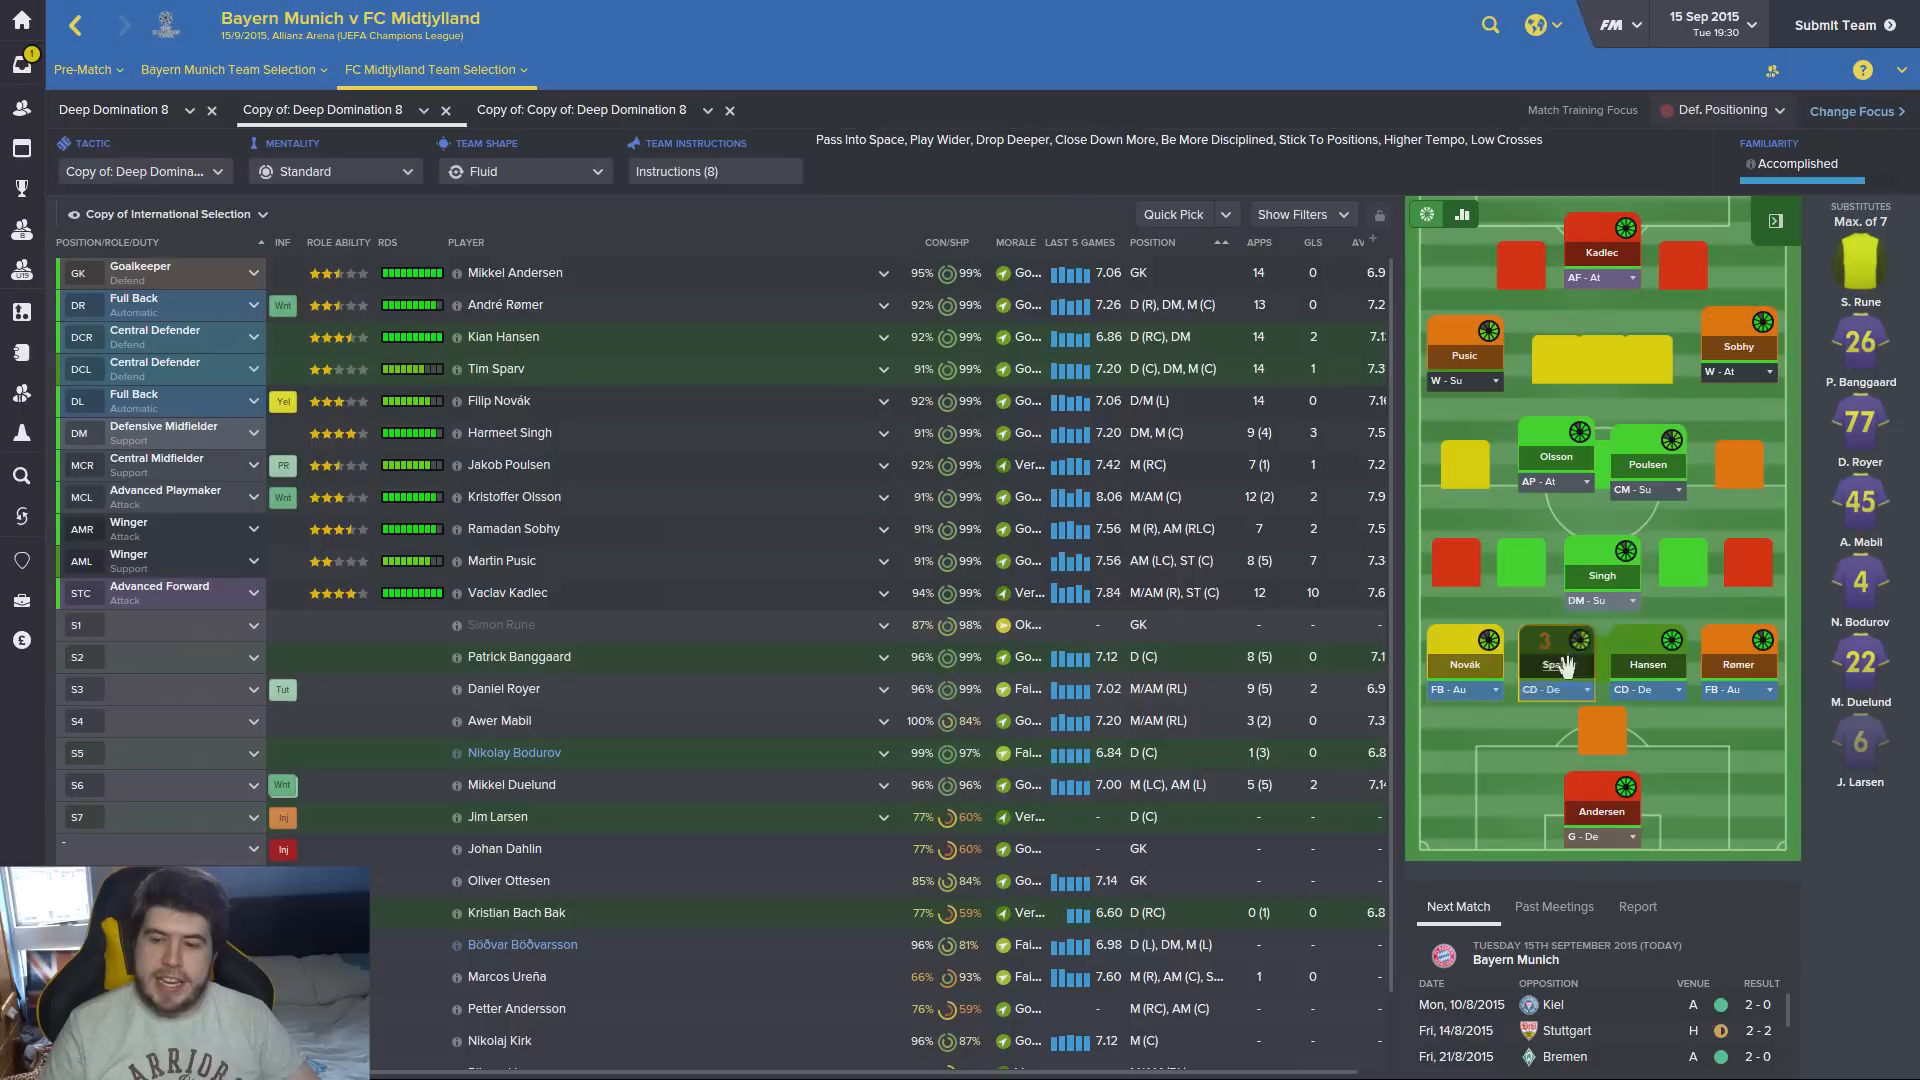 Bayern Munich v FC Midtjylland
15/9/2015, Allianz Arena (UEFA Champions League)
FM
15 Sep 2015
Tue 19:30
Submit Team
1
Pre-Match
Bayern Munich Team Selection
FC Midtjylland Team Selection
?
Deep Domination 8
Copy of: Deep Domination 8
Copy of: Copy of: Deep Domination 8
Match Training Focus
Def. Positioning
Change Focus >
TACTIC
MENTALITY
TEAM SHAPE
TEAM INSTRUCTIONS
Pass Into Space, Play Wider, Drop Deeper, Close Down More, Be More Disciplined, Stick To Positions, Higher Tempo, Low Crosses
FAMILIARITY
Accomplished
Copy of: Deep Domina...
Standard
Fluid
Instructions (8)
Copy of International Selection
Quick Pick
Show Filters
POSITION/ROLE/DUTY INF ROLE ABILITY RDS PLAYER CON/SHP MORALE LAST 5 GAMES POSITION APPS GLS AV
GK Goalkeeper Defend Mikkel Andersen 95% 99% Go... 7.06 GK 14 0 6.9
DR Full Back Automatic Wnt André Rømer 92% 99% Go... 7.26 D (R), DM, M (C) 13 0 7.2
DCR Central Defender Defend Kian Hansen 92% 99% Go... 6.86 D (RC), DM 14 2 7.1
DCL Central Defender Defend Tim Sparv 91% 99% Go... 7.20 D (C), DM, M (C) 14 1 7.3
DL Full Back Automatic Yel Filip Novák 92% 99% Go... 7.06 D/M (L) 14 0 7.1
DM Defensive Midfielder Support Harmeet Singh 91% 99% Go... 7.20 DM, M (C) 9 (4) 3 7.5
MCR Central Midfielder Support PR Jakob Poulsen 92% 99% Ver... 7.42 M (RC) 7 (1) 1 7.2
MCL Advanced Playmaker Attack Wnt Kristoffer Olsson 91% 99% Go... 8.06 M/AM (C) 12 (2) 2 7.9
AMR Winger Attack Ramadan Sobhy 91% 99% Go... 7.56 M (R), AM (RLC) 7 2 7.5
AML Winger Support Martin Pusic 91% 99% Go... 7.56 AM (LC), ST (C) 8 (5) 7 7.3
STC Advanced Forward Attack Vaclav Kadlec 94% 99% Ver... 7.84 M/AM (R), ST (C) 12 10 7.6
S1 Simon Rune 87% 98% Ok... - GK - - -
S2 Patrick Banggaard 96% 99% Go... 7.12 D (C) 8 (5) 0 7.1
S3 Tut Daniel Royer 96% 99% Fai... 7.02 M/AM (RL) 9 (5) 2 6.9
S4 Awer Mabil 100% 84% Go... 7.20 M/AM (RL) 3 (2) 0 7.3
S5 Nikolay Bodurov 99% 97% Fai... 6.84 D (C) 1 (3) 0 6.8
S6 Wnt Mikkel Duelund 96% 96% Go... 7.00 M (LC), AM (L) 5 (5) 2 7.1
S7 Inj Jim Larsen 77% 60% Ver... - D (C) - - -
- Inj Johan Dahlin 77% 60% Go... - GK - - -
Oliver Ottesen 85% 84% Go... 7.14 GK - - -
Kristian Bach Bak 77% 59% Ver... 6.60 D (RC) 0 (1) 0 6.8
Böðvar Böðvarsson 96% 81% Fai... 6.98 D (L), DM, M (L) - - -
Marcos Ureña 66% 93% Fai... 7.60 M (R), AM (C), S... 1 0 -
Petter Andersson 76% 59% Go... - M (RC), AM (C) - - -
Nikolaj Kirk 96% 87% Go... 7.12 M (C) - - -
Kadlec
AF - At
Pusic
W - Su
Sobhy
W - At
Olsson
AP - At
Poulsen
CM - Su
Singh
DM - Su
Novák
FB - Au
3
CD - De
Hansen
CD - De
Rømer
FB - Au
Andersen
G - De
SUBSTITUTES
Max. of 7
S. Rune
26
P. Banggaard
77
D. Royer
45
A. Mabil
4
N. Bodurov
22
M. Duelund
6
J. Larsen
Next Match
Past Meetings
Report
TUESDAY 15TH SEPTEMBER 2015 (TODAY)
Bayern Munich
DATE OPPOSITION VENUE RESULT
Mon, 10/8/2015 Kiel A 2 - 0
Fri, 14/8/2015 Stuttgart H 2 - 2
Fri, 21/8/2015 Bremen A 2 - 0